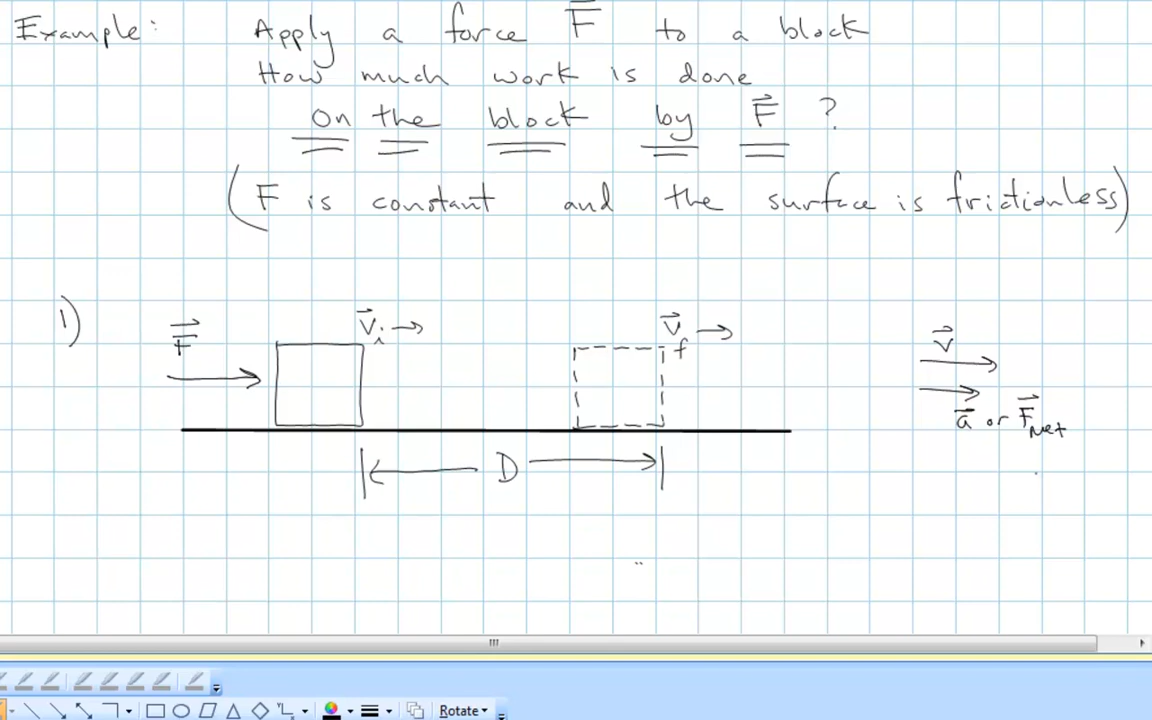 Example: Apply a force F to a block
How much work is done
on the block by F ?
(F is constant and the surface is frictionless)
1)
F
Vi
Vf
V
a or FNet
D
Rotate